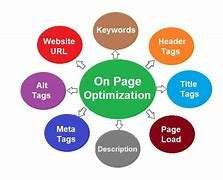 Keywords
Website
URL
Header
Tags
Alt
Tags
On Page
Optimization
Title
Tags
Meta
Tags
Page
Load
Description